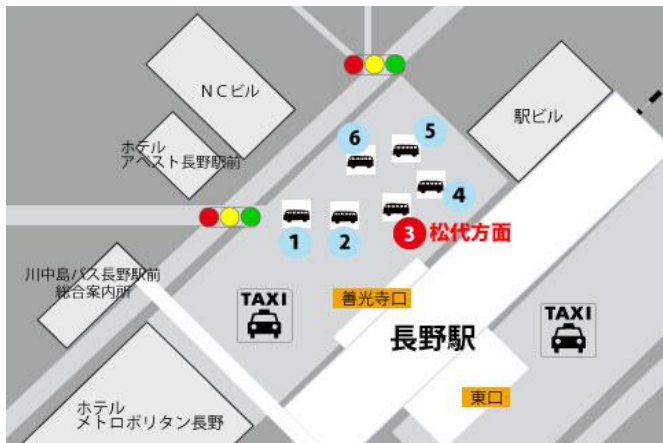 NCビル
ホテル
アベスト長野駅前
駅ビル
6
5
4
1
2
3 松代方面
川中島バス長野駅前
総合案内所
TAXI
善光寺口
長野駅
TAXI
東口
ホテル
メトロポリタン長野